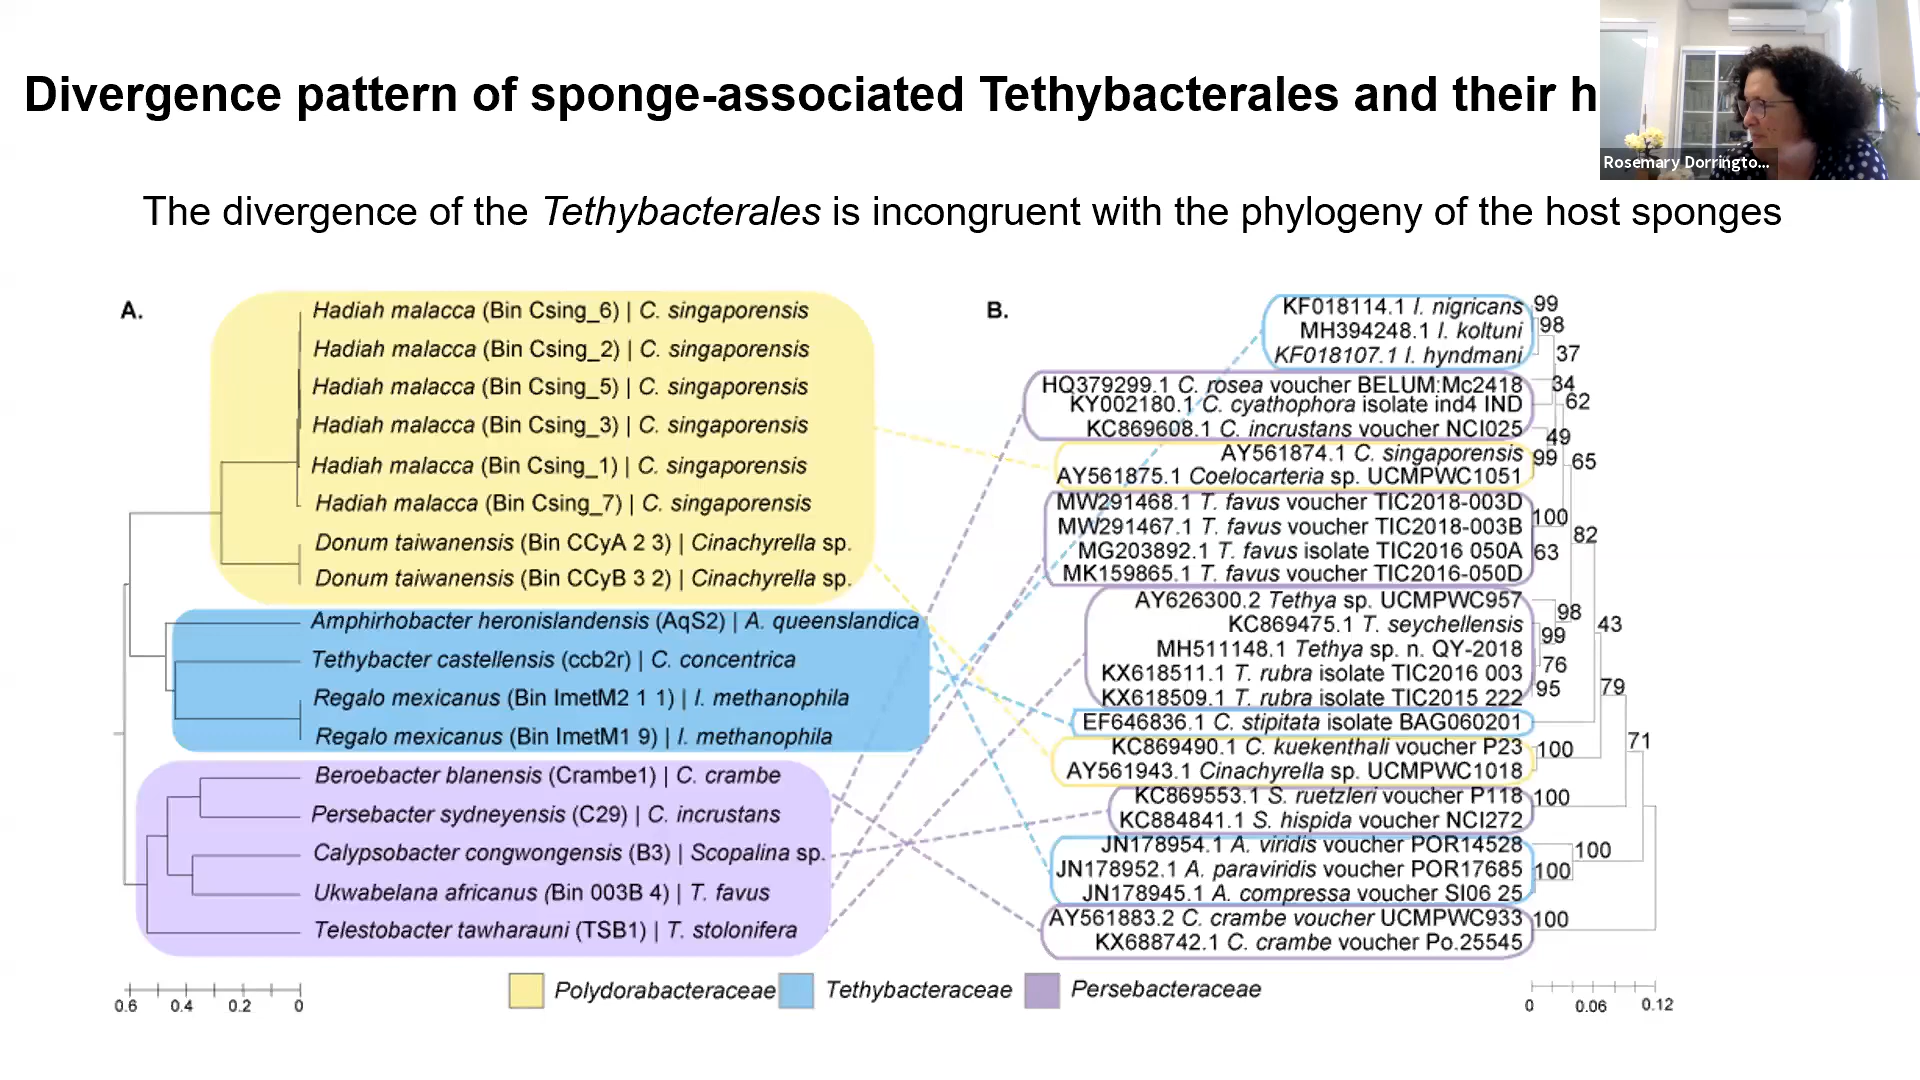 Divergence pattern of sponge-associated Tethybacterales and their h
Rosemary Dorringto...
The divergence of the Tethybacterales is incongruent with the phylogeny of the host sponges
A.
Hadiah malacca (Bin Csing_6) | C. singaporensis
Hadiah malacca (Bin Csing_2) | C. singaporensis
Hadiah malacca (Bin Csing_5) | C. singaporensis
Hadiah malacca (Bin Csing_3) | C. singaporensis
Hadiah malacca (Bin Csing_1) | C. singaporensis
Hadiah malacca (Bin Csing_7) | C. singaporensis
Donum taiwanensis (Bin CCyA 2 3) | Cinachyrella sp.
Donum taiwanensis (Bin CCyB 3 2) | Cinachyrella sp.
Amphirhobacter heronislandensis (AqS2) | A. queenslandica
Tethybacter castellensis (ccb2r) | C. concentrica
Regalo mexicanus (Bin ImetM2 1 1) | I. methanophila
Regalo mexicanus (Bin ImetM1 9) | I. methanophila
Beroebacter blanensis (Crambe1) | C. crambe
Persebacter sydneyensis (C29) | C. incrustans
Calypsobacter congwongensis (B3) | Scopalina sp.
Ukwabelana africanus (Bin 003B 4) | T. favus
Telestobacter tawharauni (TSB1) | T. stolonifera
0.6 0.4 0.2 0
B.
KF018114.1 I. nigricans 99
MH394248.1 I. koltuni 98
KF018107.1 I. hyndmani 37
HQ379299.1 C. rosea voucher BELUM:Mc2418 34
KY002180.1 C. cyathophora isolate ind4 IND 62
KC869608.1 C. incrustans voucher NCI025 49
AY561874.1 C. singaporensis 99 65
AY561875.1 Coelocarteria sp. UCMPWC1051
MW291468.1 T. favus voucher TIC2018-003D 100
MW291467.1 T. favus voucher TIC2018-003B 82
MG203892.1 T. favus isolate TIC2016 050A 63
MK159865.1 T. favus voucher TIC2016-050D
AY626300.2 Tethya sp. UCMPWC957 98
KC869475.1 T. seychellensis 99 43
MH511148.1 Tethya sp. n. QY-2018 76
KX618511.1 T. rubra isolate TIC2016 003 95
KX618509.1 T. rubra isolate TIC2015 222 79
EF646836.1 C. stipitata isolate BAG060201 71
KC869490.1 C. kuekenthali voucher P23 100
AY561943.1 Cinachyrella sp. UCMPWC1018
KC869553.1 S. ruetzleri voucher P118 100
KC884841.1 S. hispida voucher NCI272
JN178954.1 A. viridis voucher POR14528 100
JN178952.1 A. paraviridis voucher POR17685 100
JN178945.1 A. compressa voucher SI06 25
AY561883.2 C. crambe voucher UCMPWC933 100
KX688742.1 C. crambe voucher Po.25545
Polydorabacteraceae Tethybacteraceae Persebacteraceae
0 0.06 0.12